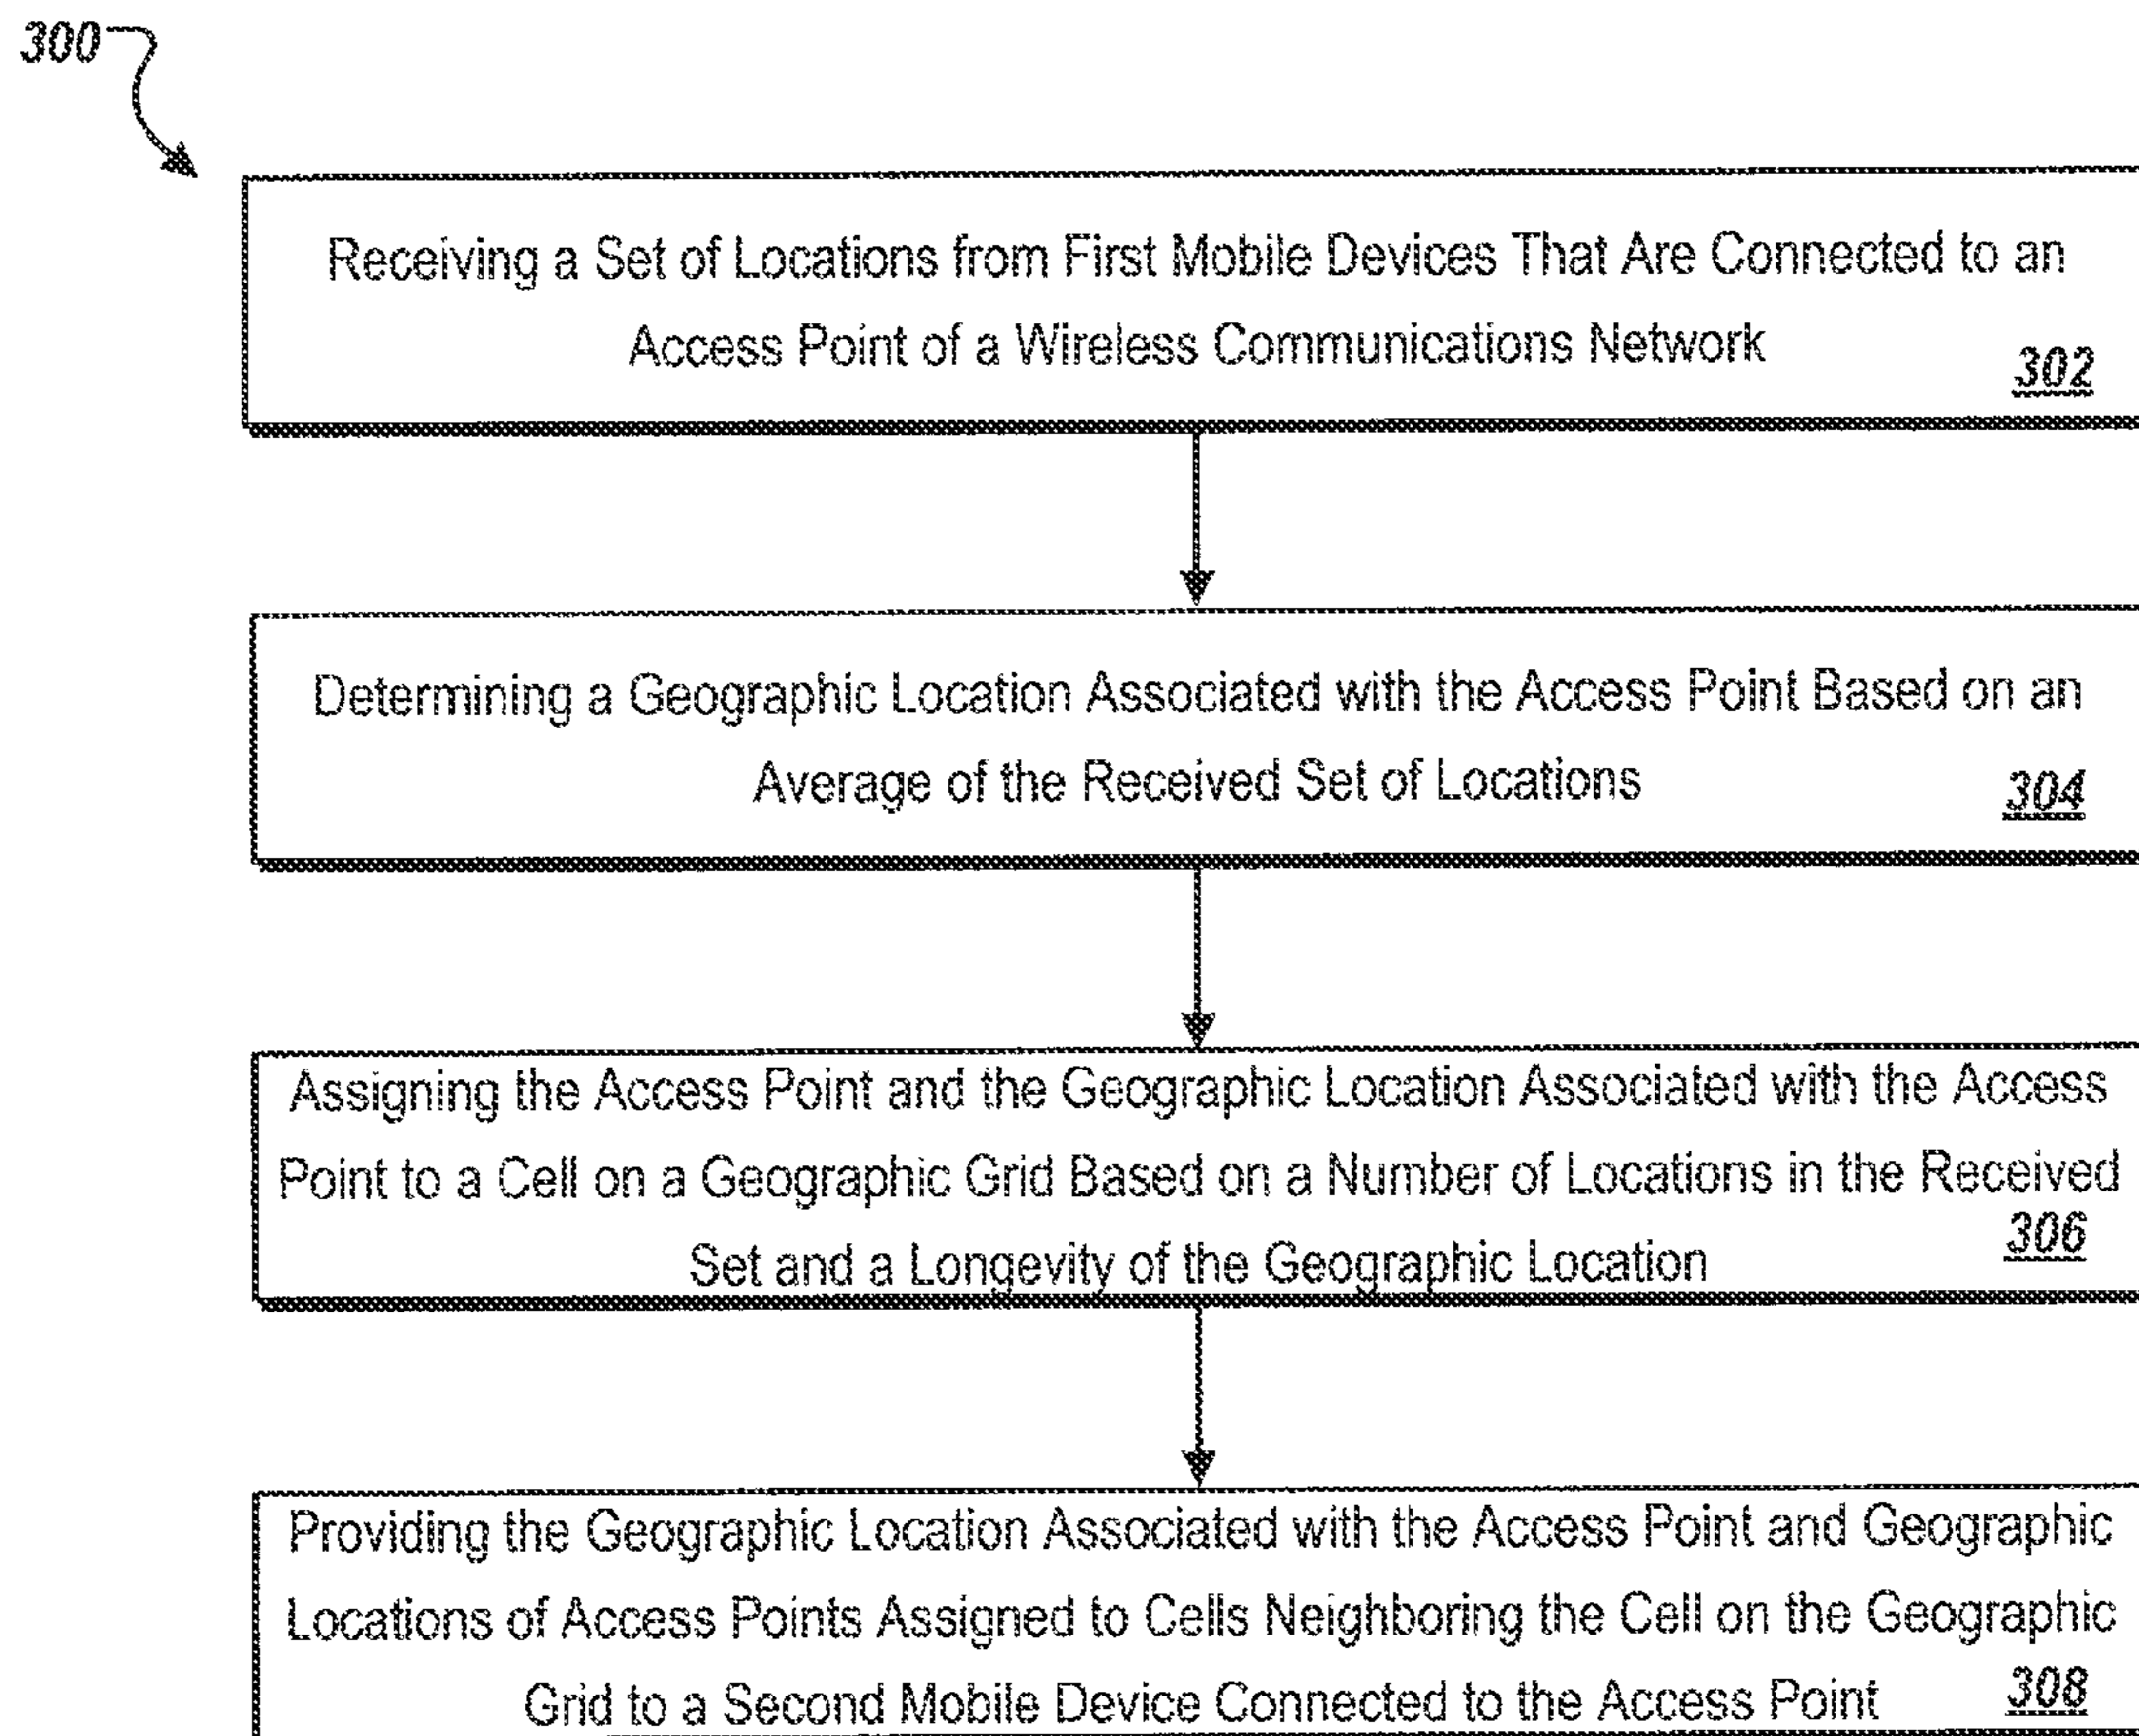 300
Receiving a Set of Locations from First Mobile Devices That Are Connected to an
Access Point of a Wireless Communications Network
302
Determining a Geographic Location Associated with the Access Point Based on an
Average of the Received Set of Locations
304
Assigning the Access Point and the Geographic Location Associated with the Access
Point to a Cell on a Geographic Grid Based on a Number of Locations in the Received
Set and a Longevity of the Geographic Location
306
Providing the Geographic Location Associated with the Access Point and Geographic
Locations of Access Points Assigned to Cells Neighboring the Cell on the Geographic
Grid to a Second Mobile Device Connected to the Access Point
308